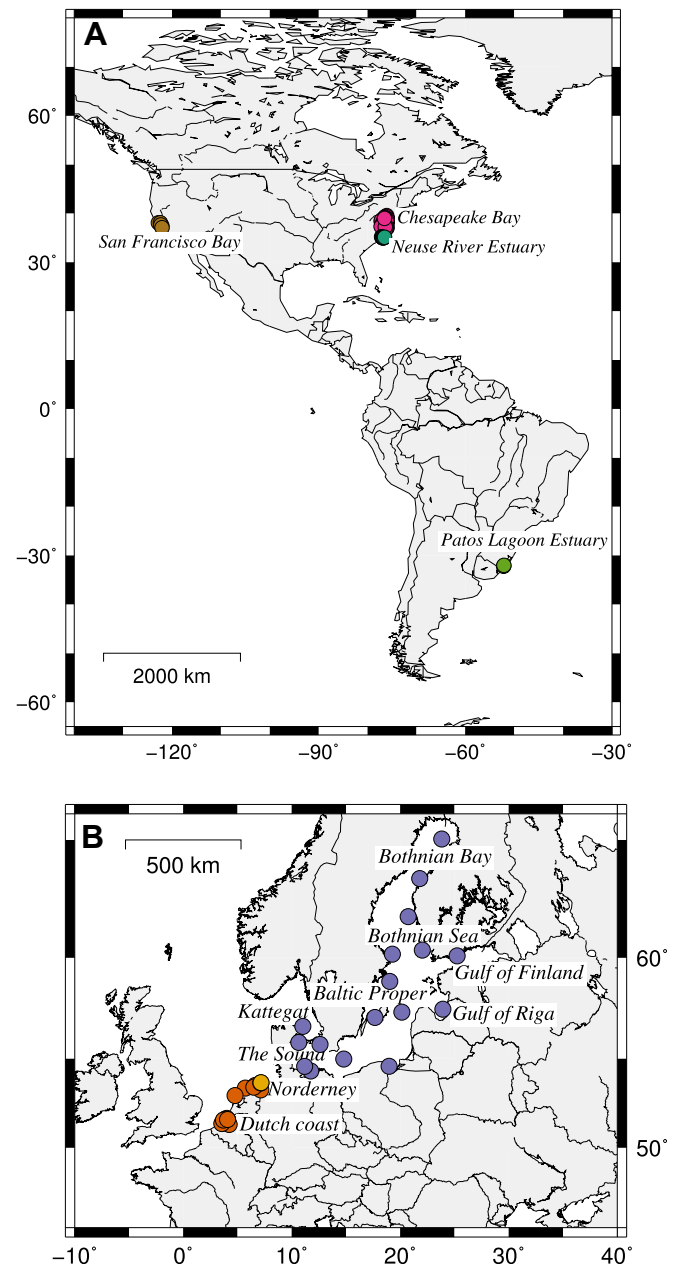 A
60°
Chesapeake Bay
San Francisco Bay
Neuse River Estuary
30°
0°
Patos Lagoon Estuary
−30°
2000 km
−60°
−120° −90° −60° −30°
B
500 km
Bothnian Bay
Bothnian Sea
60°
Gulf of Finland
Baltic Proper
Kattegat
Gulf of Riga
The Sound
Norderney
Dutch coast
50°
−10° 0° 10° 20° 30° 40°